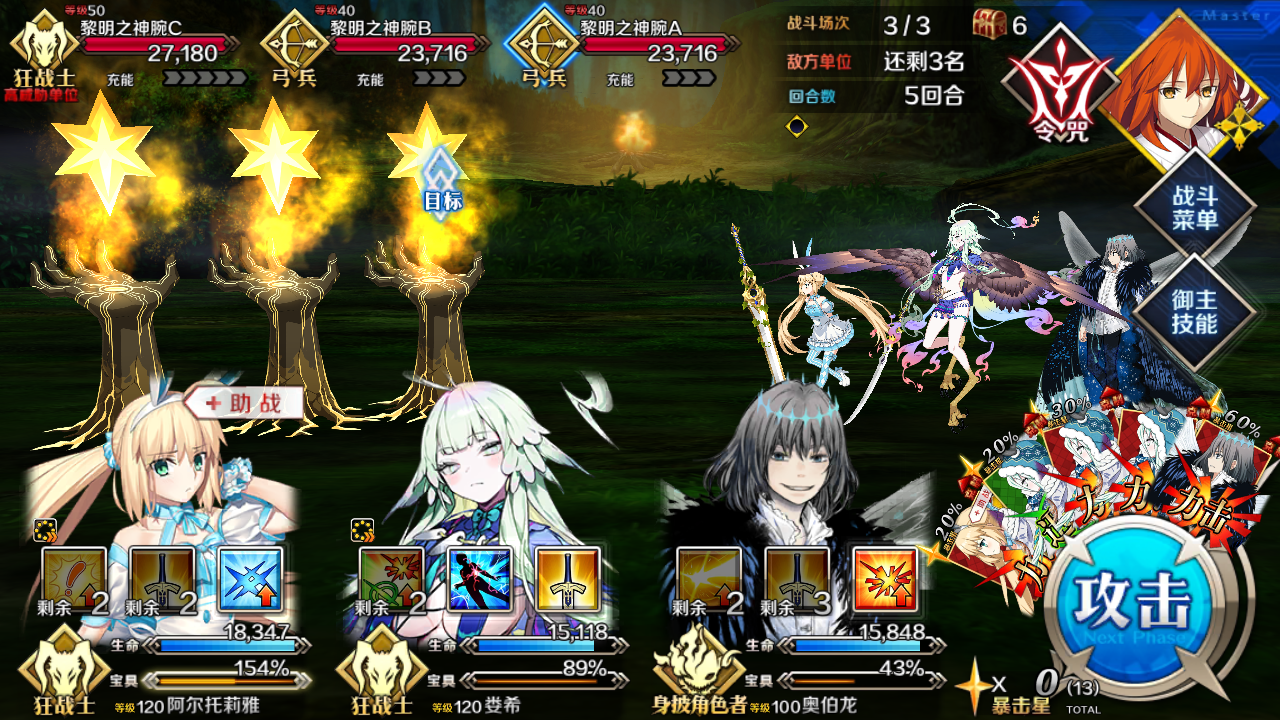 等级50
黎明之神腕C
27,180
狂战士
充能
高威胁单位
等级40
黎明之神腕B
23,716
弓兵
充能
等级40
黎明之神腕A
23,716
弓兵
充能
战斗场次 3/3
敌方单位 还剩3名
回合数 5回合
6
Master
令咒
战斗
菜单
御主
技能
目标
+助战
剩余2
剩余2
剩余2
剩余2
剩余3
生命 18,347
宝具 154%
狂战士
等级120阿尔托莉雅
生命 15,118
宝具 89%
狂战士
等级120娄希
生命 15,848
宝具 43%
身披角色者
等级100奥伯龙
20%
20%
30%
60%
力
力
力击
攻击
Next Phase
X 0(13)
暴击星 TOTAL